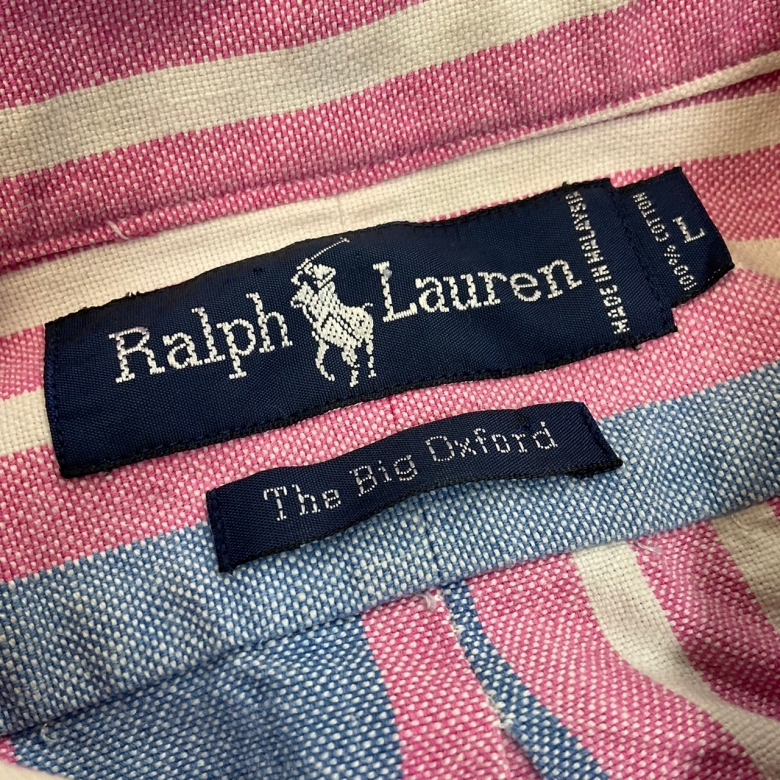 Ralph Lauren
MADE IN MALAYSIA
100% COTTON
L
The Big Oxford